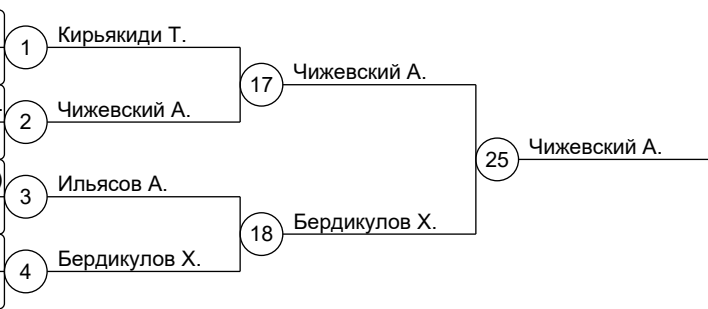 1
Кирьякиди Т.
17
Чижевский А.
2
Чижевский А.
25
Чижевский А.
3
Ильясов А.
18
Бердикулов Х.
4
Бердикулов Х.